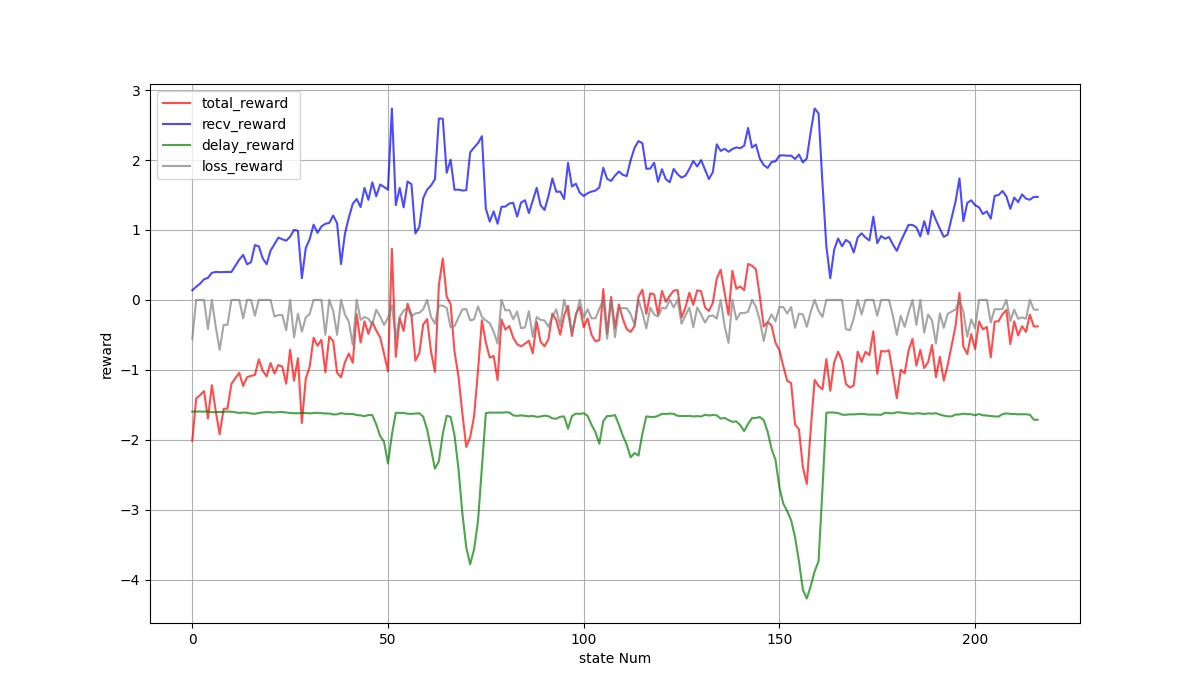 3
2
1
0
−1
−2
−3
−4
reward
total_reward
recv_reward
delay_reward
loss_reward
0
50
100
150
200
state Num